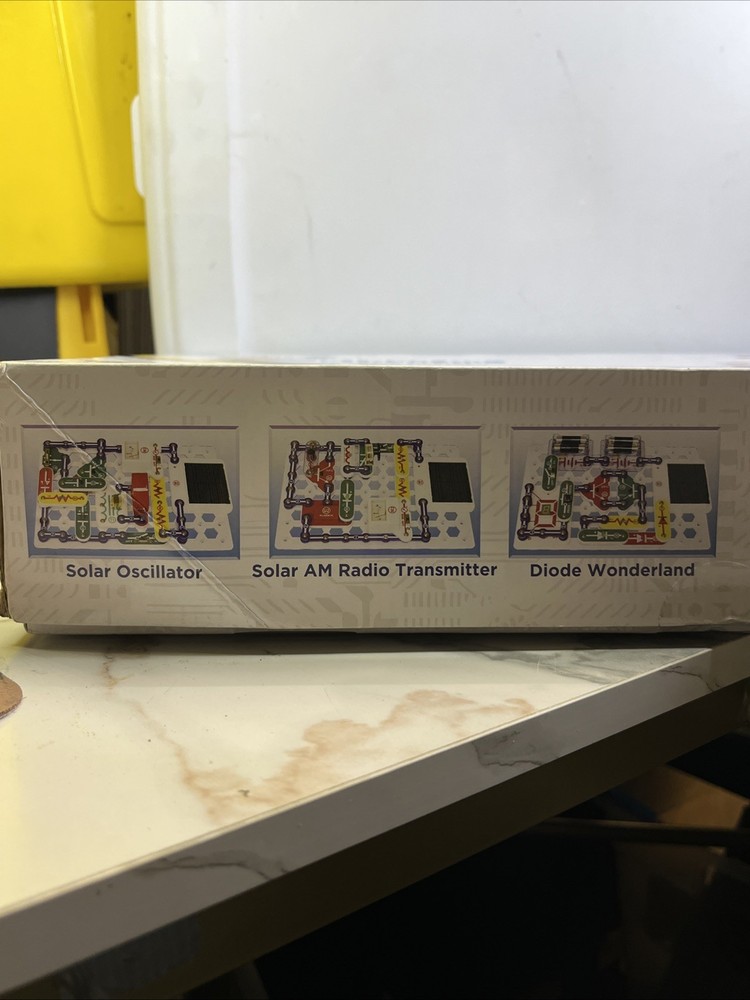 Solar Oscillator
Solar AM Radio Transmitter
Diode Wonderland